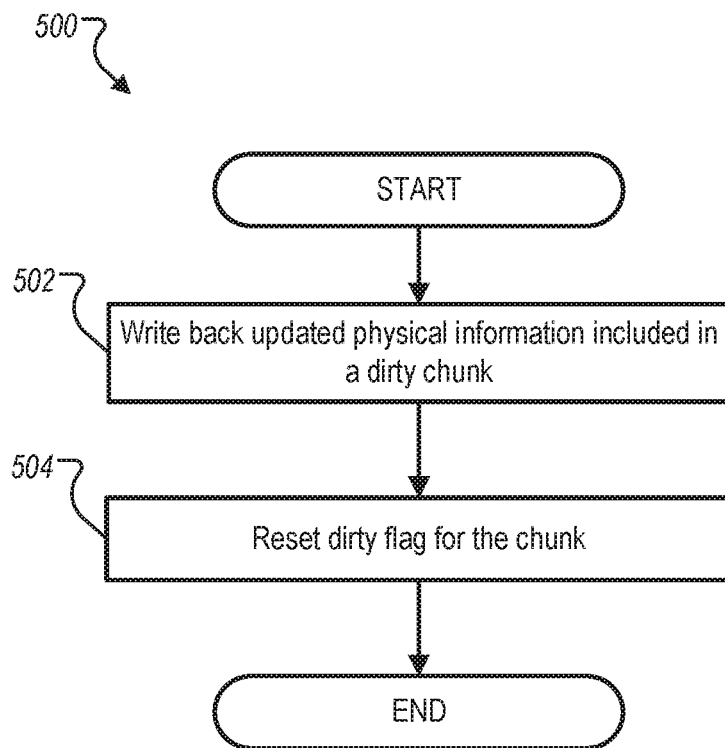 500
START
502
Write back updated physical information included in
a dirty chunk
504
Reset dirty flag for the chunk
END